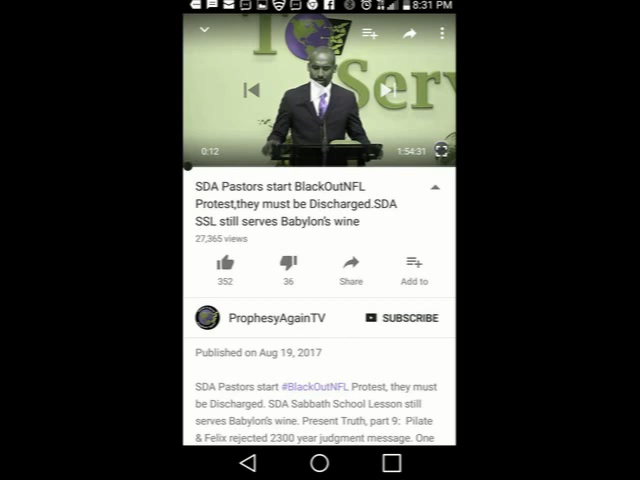 8:31 PM
To
Serv
0:12
1:54:31
SDA Pastors start BlackOutNFL
Protest,they must be Discharged.SDA
SSL still serves Babylon's wine
27,365 views
352
36
Share
Add to
ProphesyAgainTV
SUBSCRIBE
Published on Aug 19, 2017
SDA Pastors start #BlackOutNFL Protest, they must
be Discharged. SDA Sabbath School Lesson still
serves Babylon's wine. Present Truth, part 9: Pilate
& Felix rejected 2300 year judgment message. One